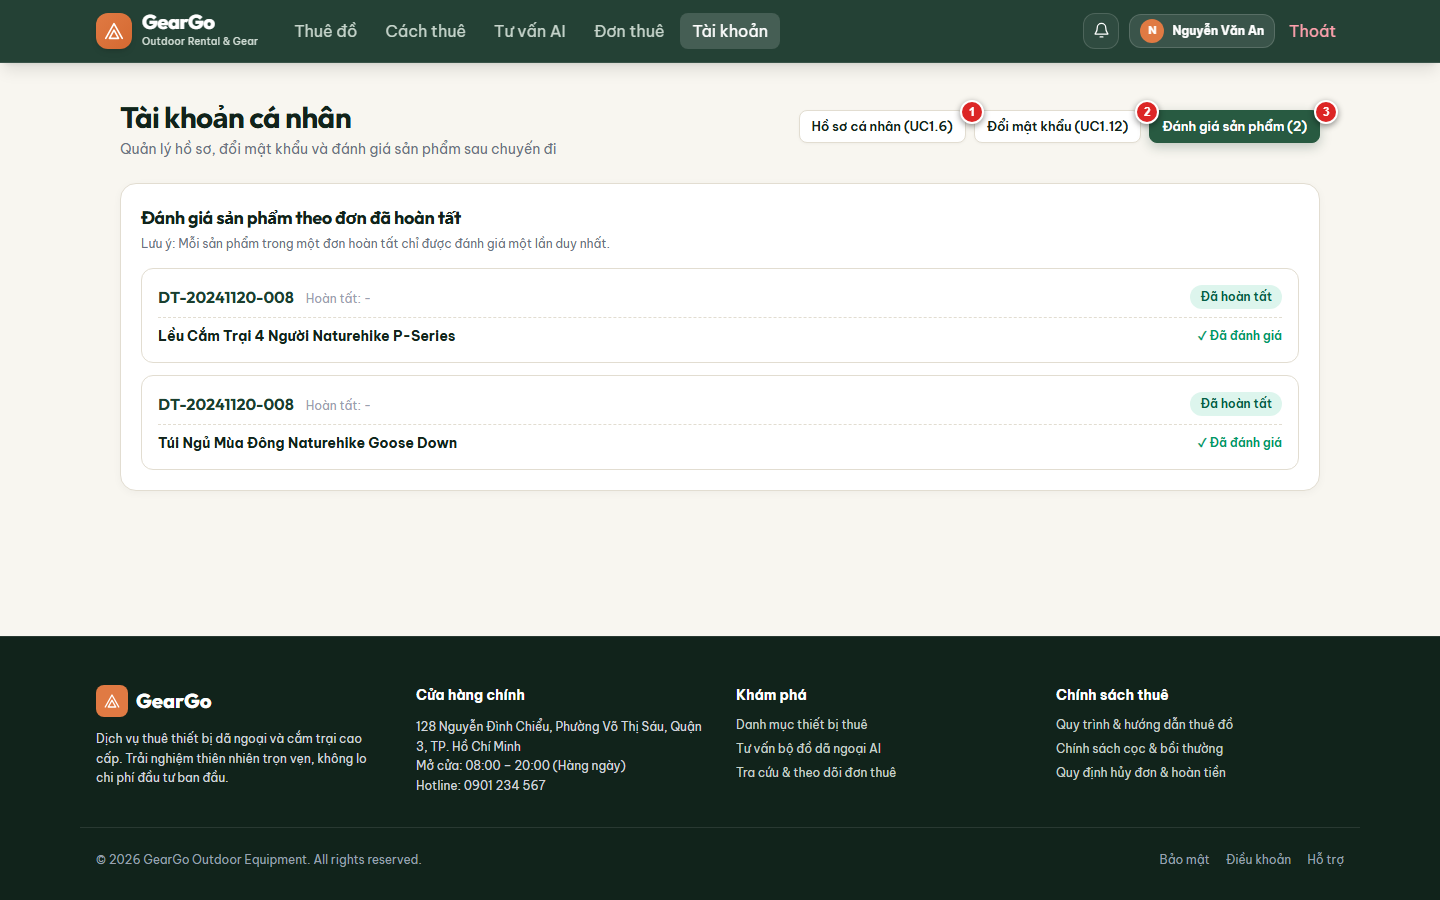 GearGo
Outdoor Rental & Gear
Thuê đồ
Cách thuê
Tư vấn AI
Đơn thuê
Tài khoản
N
Nguyễn Văn An
Thoát
Tài khoản cá nhân
Quản lý hồ sơ, đổi mật khẩu và đánh giá sản phẩm sau chuyến đi
Hồ sơ cá nhân (UC1.6)
1
Đổi mật khẩu (UC1.12)
2
Đánh giá sản phẩm (2)
3
Đánh giá sản phẩm theo đơn đã hoàn tất
Lưu ý: Mỗi sản phẩm trong một đơn hoàn tất chỉ được đánh giá một lần duy nhất.
DT-20241120-008 Hoàn tất: -
Đã hoàn tất
Lều Cắm Trại 4 Người Naturehike P-Series
✓ Đã đánh giá
DT-20241120-008 Hoàn tất: -
Đã hoàn tất
Túi Ngủ Mùa Đông Naturehike Goose Down
✓ Đã đánh giá
GearGo
Dịch vụ thuê thiết bị dã ngoại và cắm trại cao
cấp. Trải nghiệm thiên nhiên trọn vẹn, không lo
chi phí đầu tư ban đầu.
Cửa hàng chính
128 Nguyễn Đình Chiểu, Phường Võ Thị Sáu, Quận
3, TP. Hồ Chí Minh
Mở cửa: 08:00 – 20:00 (Hàng ngày)
Hotline: 0901 234 567
Khám phá
Danh mục thiết bị thuê
Tư vấn bộ đồ dã ngoại AI
Tra cứu & theo dõi đơn thuê
Chính sách thuê
Quy trình & hướng dẫn thuê đồ
Chính sách cọc & bồi thường
Quy định hủy đơn & hoàn tiền
© 2026 GearGo Outdoor Equipment. All rights reserved.
Bảo mật
Điều khoản
Hỗ trợ